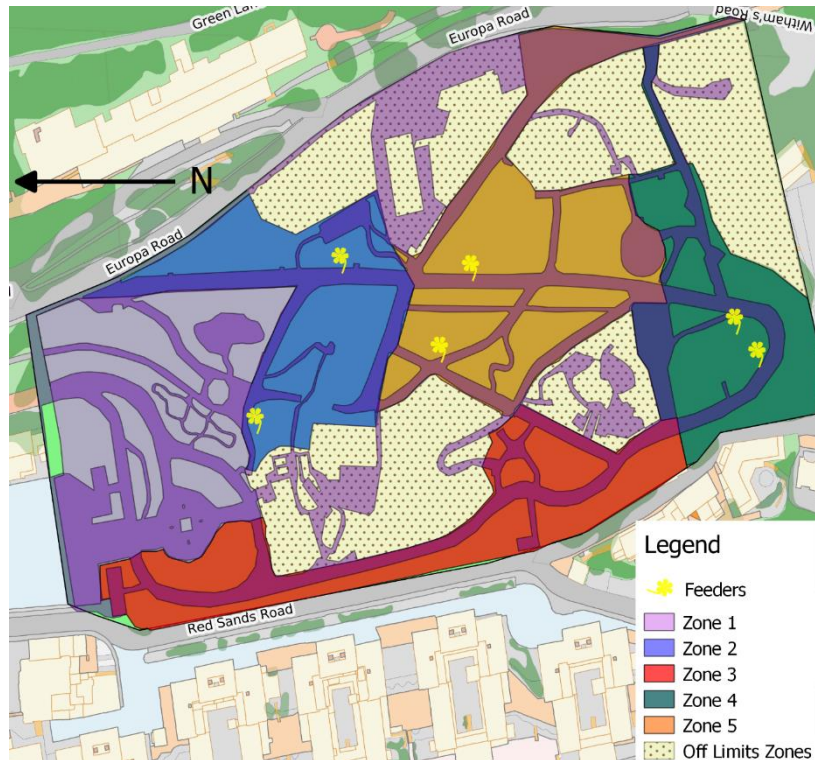 Green Lan
Europa Road
Witham's Road
N
Europa Road
Red Sands Road
Legend
Feeders
Zone 1
Zone 2
Zone 3
Zone 4
Zone 5
Off Limits Zones